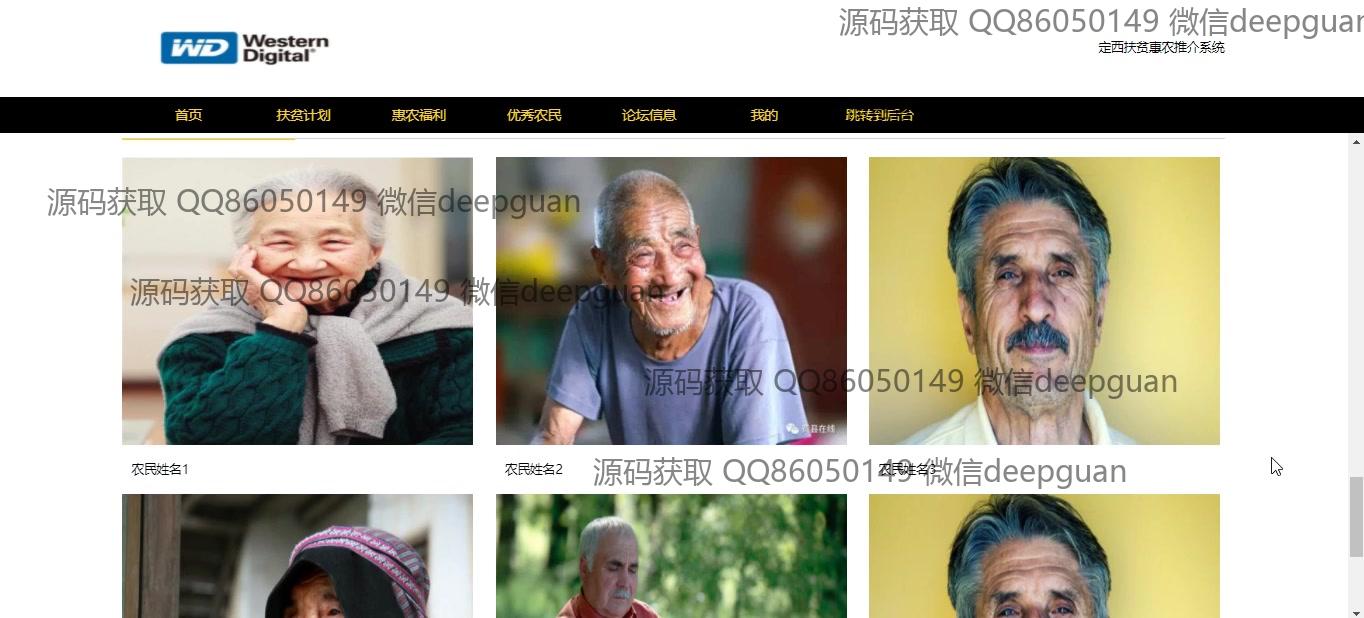 源码获取 QQ86050149 微信deepguan
WD Western
Digital
定西扶贫惠农推介系统
首页 扶贫计划 惠农福利 优秀农民 论坛信息 我的 跳转到后台
源码获取 QQ86050149 微信deepguan
源码获取 QQ86050149 微信deepguan
源码获取 QQ86050149 微信deepguan
农民姓名1 农民姓名2 农民姓名3
源码获取 QQ86050149 微信deepguan